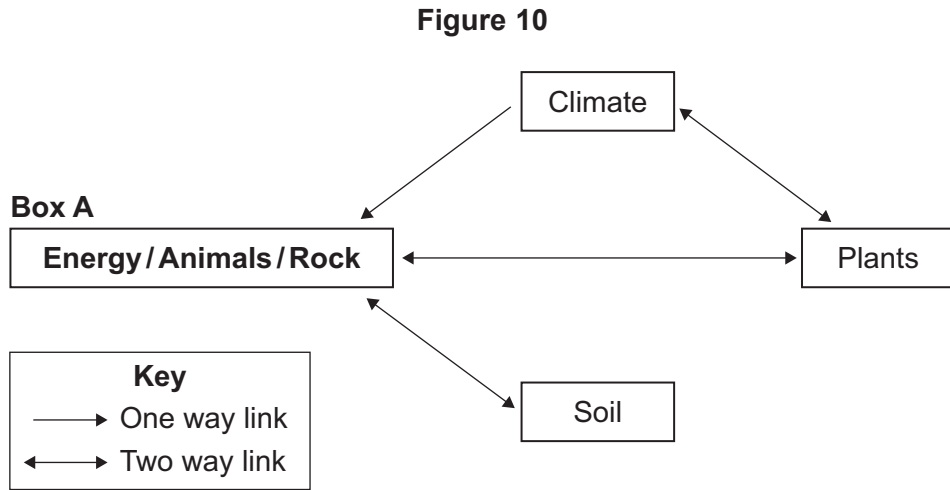 Figure 10
Climate
Box A
Energy / Animals / Rock
Plants
Key
One way link
Two way link
Soil